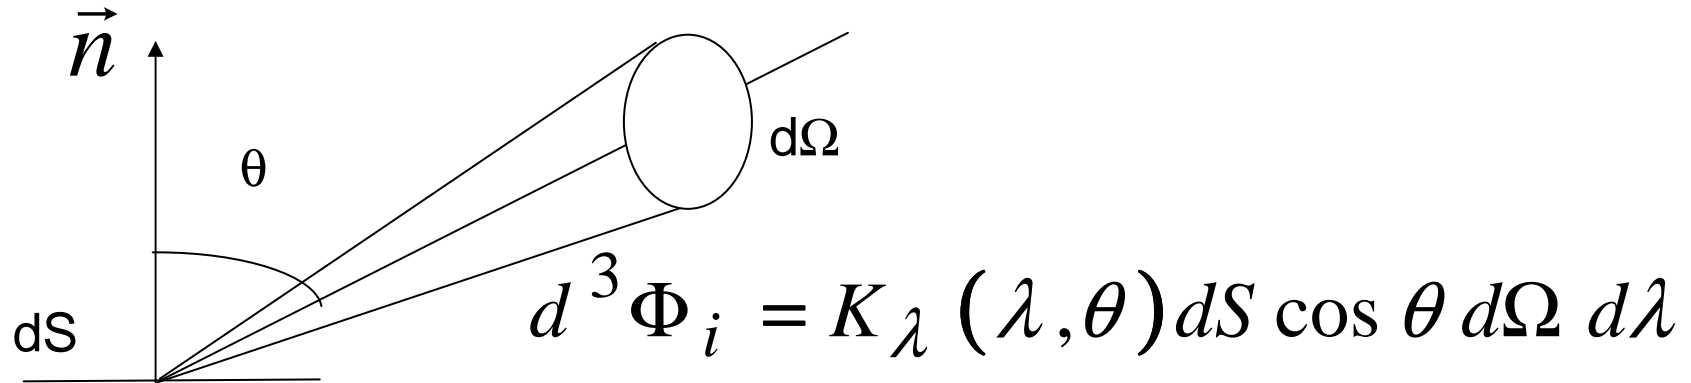 n⃗
θ
dΩ
dS
d³Φᵢ = K_λ (λ,θ) dS cos θ dΩ dλ